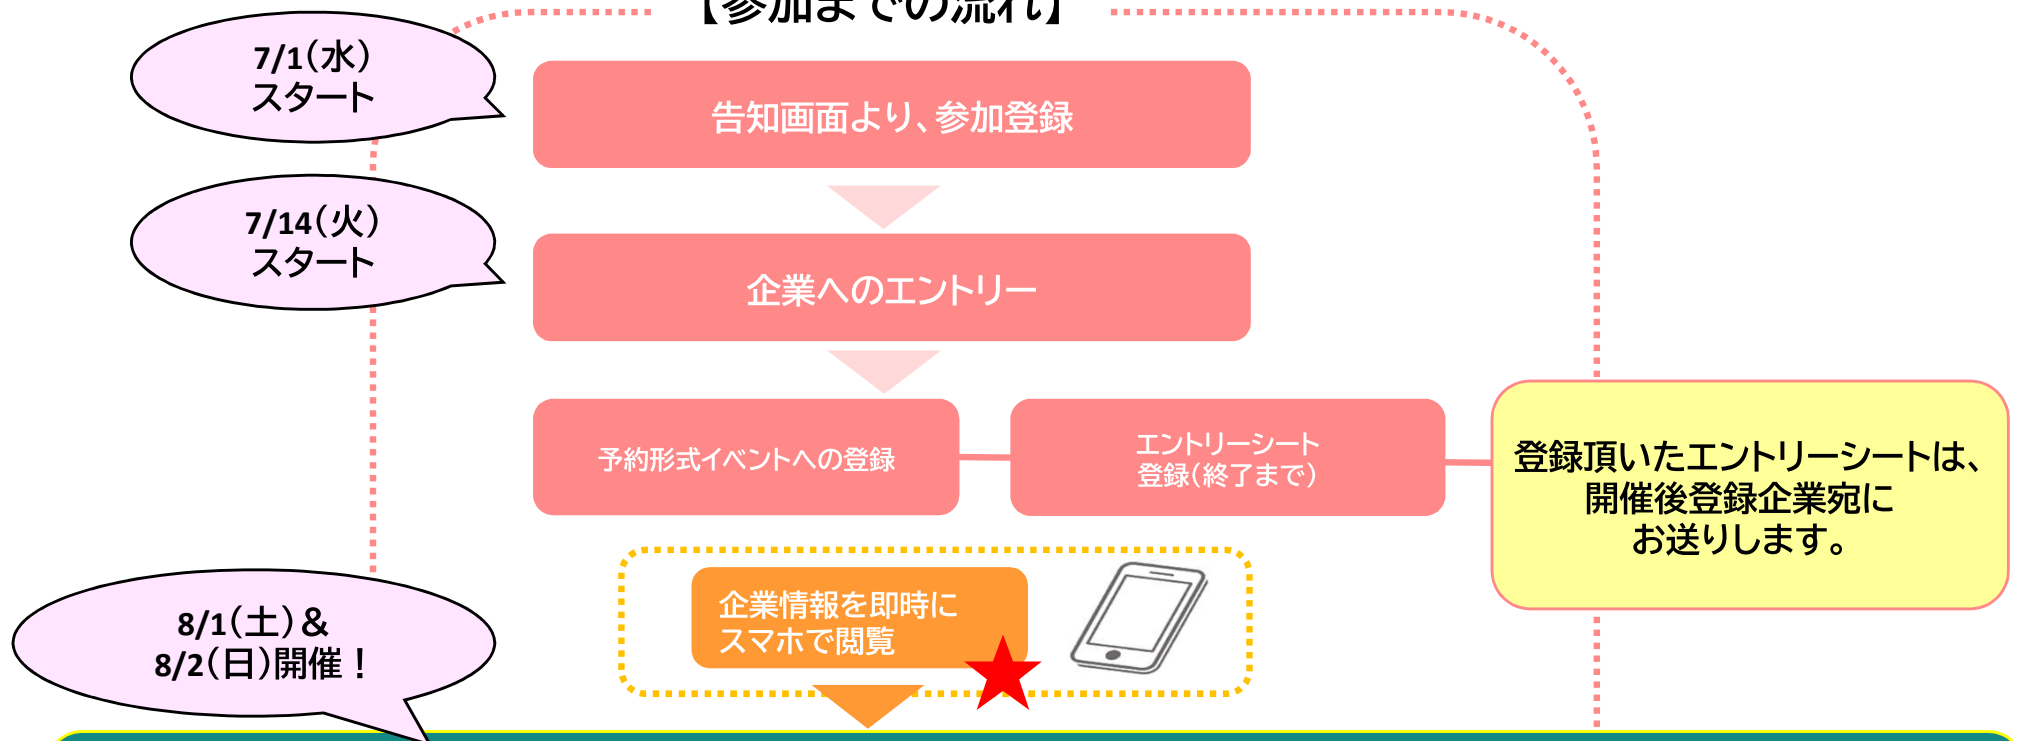 【参加までの流れ】
7/1(水)
スタート
告知画面より、参加登録
7/14(火)
スタート
企業へのエントリー
予約形式イベントへの登録
エントリーシート
登録(終了まで)
登録頂いたエントリーシートは、
開催後登録企業宛に
お送りします。
企業情報を即時に
スマホで閲覧
8/1(土)&
8/2(日)開催!